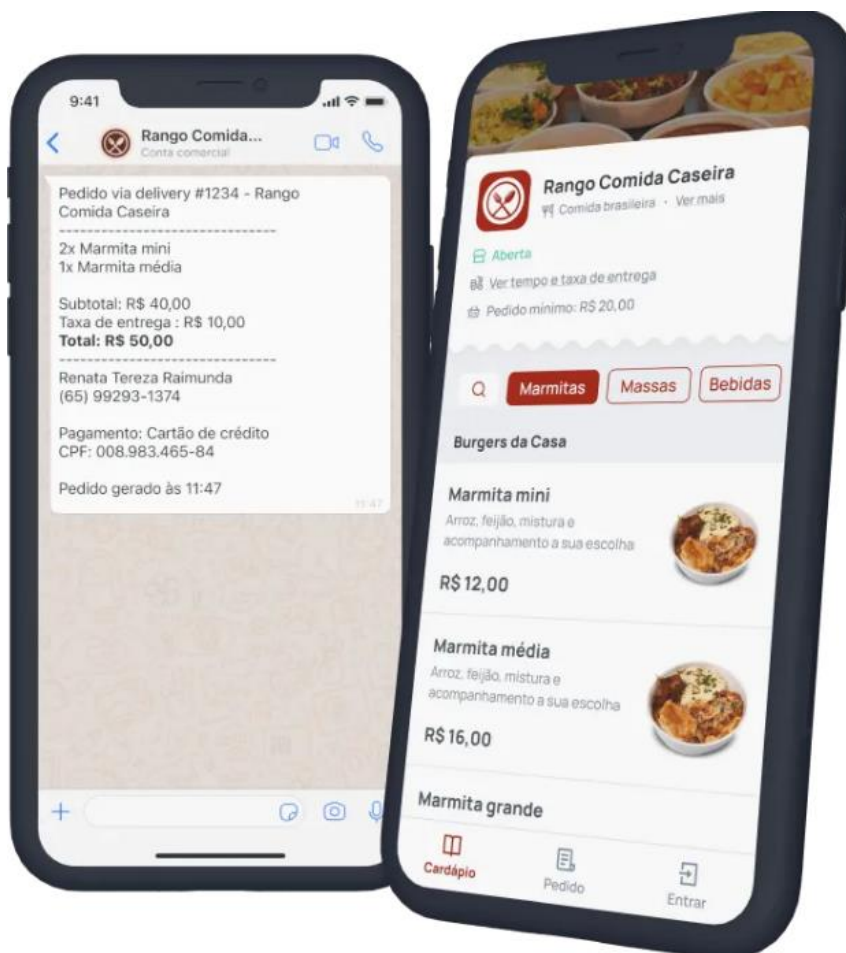 9:41
Rango Comida...
Conta comercial
Pedido via delivery #1234 - Rango
Comida Caseira
------------------------------
2x Marmita mini
1x Marmita média
Subtotal: R$ 40,00
Taxa de entrega : R$ 10,00
Total: R$ 50,00
------------------------------
Renata Tereza Raimunda
(65) 99293-1374
Pagamento: Cartão de crédito
CPF: 008.983.465-84
Pedido gerado às 11:47
11:47
Rango Comida Caseira
Comida brasileira · Ver mais
Aberta
Ver tempo e taxa de entrega
Pedido mínimo: R$ 20,00
Marmitas
Massas
Bebidas
Burgers da Casa
Marmita mini
Arroz, feijão, mistura e
acompanhamento a sua escolha
R$ 12,00
Marmita média
Arroz, feijão, mistura e
acompanhamento a sua escolha
R$ 16,00
Marmita grande
Cardápio
Pedido
Entrar